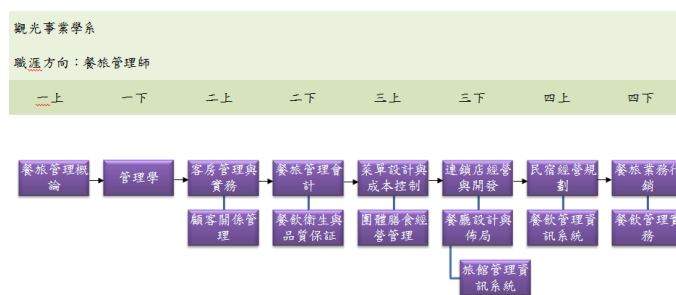 觀光事業學系
職涯方向：餐旅管理師
一上 一下 二上 二下 三上 三下 四上 四下
餐旅管理概
論
管理學
客房管理與
實務
餐旅管理會
計
菜單設計與
成本控制
連鎖店經營
與開發
民宿經營規
劃
餐旅業務行
銷
顧客關係管
理
餐飲衛生與
品質保証
團體膳食經
營管理
餐廳設計與
佈局
餐飲管理資
訊系統
餐飲管理實
務
旅館管理資
訊系統